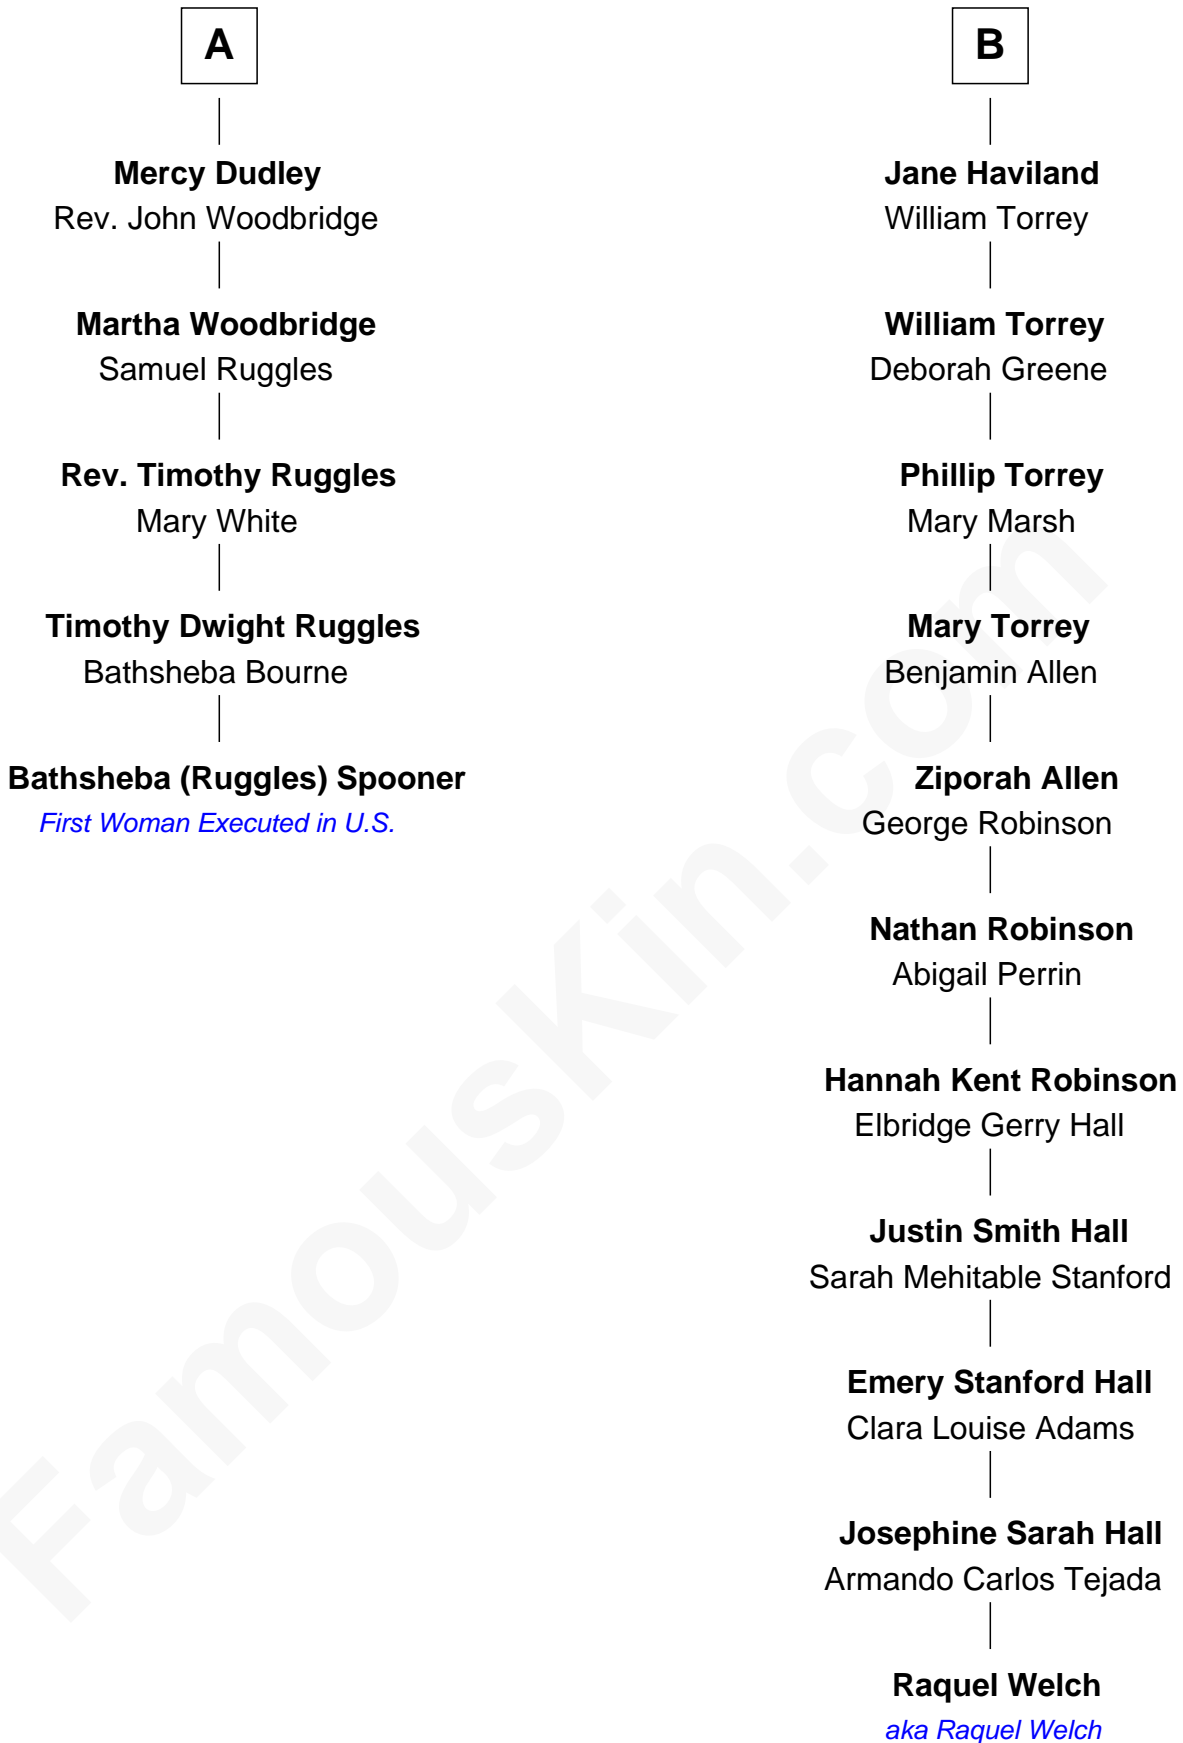 A
Mercy Dudley
Rev. John Woodbridge
Martha Woodbridge
Samuel Ruggles
Rev. Timothy Ruggles
Mary White
Timothy Dwight Ruggles
Bathsheba Bourne
Bathsheba (Ruggles) Spooner
First Woman Executed in U.S.
B
Jane Haviland
William Torrey
William Torrey
Deborah Greene
Phillip Torrey
Mary Marsh
Mary Torrey
Benjamin Allen
Ziporah Allen
George Robinson
Nathan Robinson
Abigail Perrin
Hannah Kent Robinson
Elbridge Gerry Hall
Justin Smith Hall
Sarah Mehitable Stanford
Emery Stanford Hall
Clara Louise Adams
Josephine Sarah Hall
Armando Carlos Tejada
Raquel Welch
aka Raquel Welch
FamousKin.com